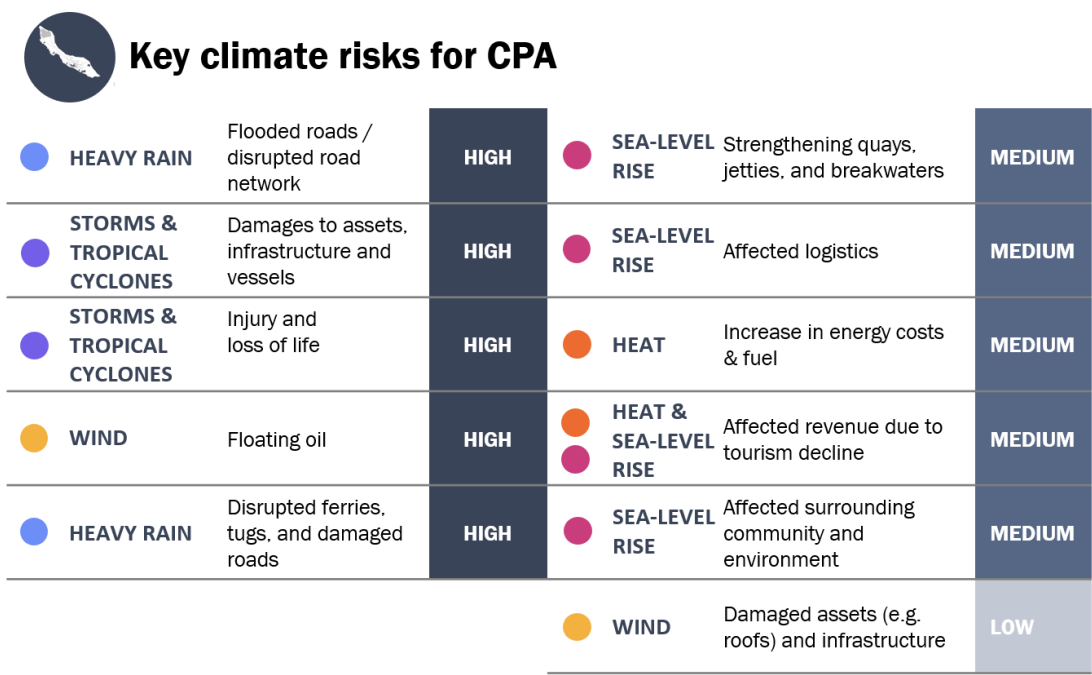 Key climate risks for CPA
HEAVY RAIN
Flooded roads /
disrupted road
network
HIGH
STORMS &
TROPICAL
CYCLONES
Damages to assets,
infrastructure and
vessels
HIGH
STORMS &
TROPICAL
CYCLONES
Injury and
loss of life
HIGH
WIND
Floating oil
HIGH
HEAVY RAIN
Disrupted ferries,
tugs, and damaged
roads
HIGH
SEA-LEVEL
RISE
Strengthening quays,
jetties, and breakwaters
MEDIUM
SEA-LEVEL
RISE
Affected logistics
MEDIUM
HEAT
Increase in energy costs
& fuel
MEDIUM
HEAT &
SEA-LEVEL
RISE
Affected revenue due to
tourism decline
MEDIUM
SEA-LEVEL
RISE
Affected surrounding
community and
environment
MEDIUM
WIND
Damaged assets (e.g.
roofs) and infrastructure
LOW